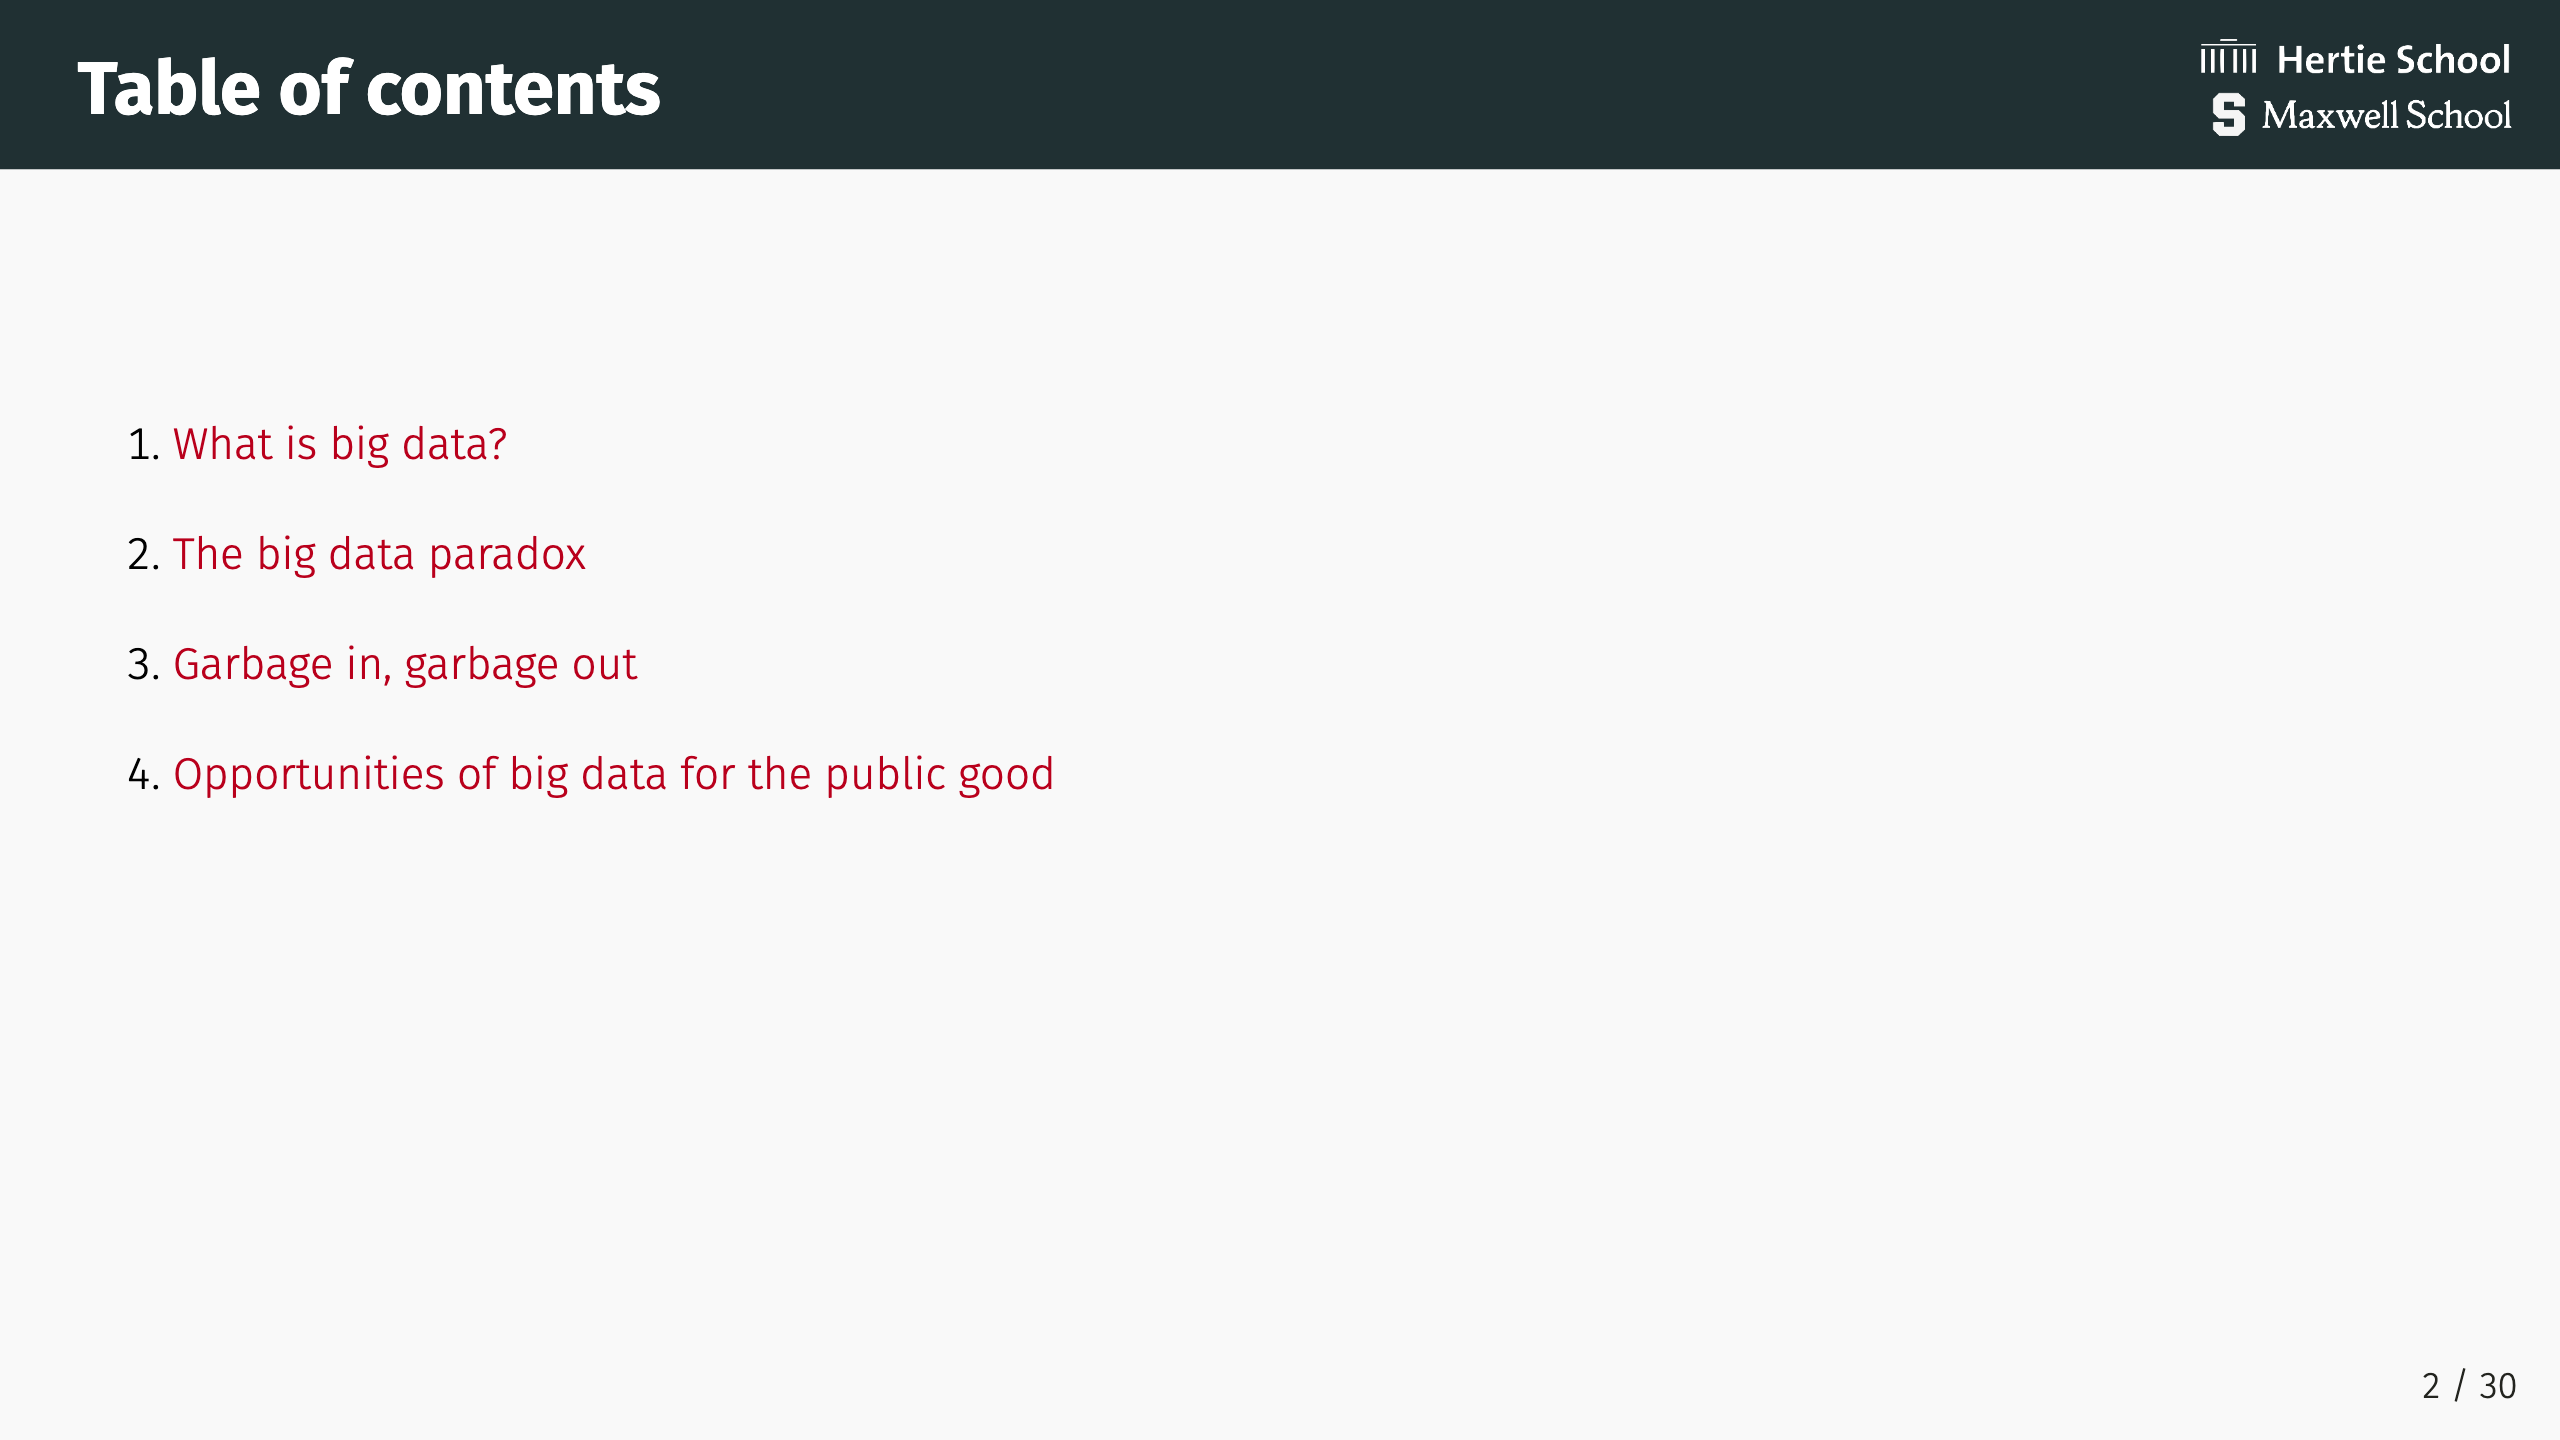 Table of contents
Hertie School
S Maxwell School
1. What is big data?
2. The big data paradox
3. Garbage in, garbage out
4. Opportunities of big data for the public good
2 / 30